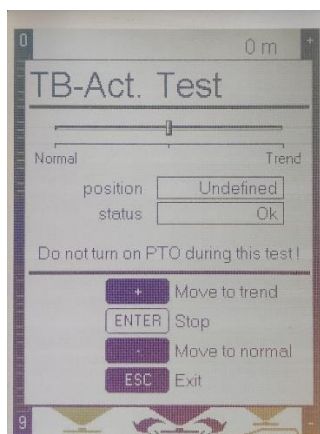 0
0 m
+
TB-Act. Test
Normal Trend
position Undefined
status Ok
Do not turn on PTO during this test !
+ Move to trend
ENTER Stop
- Move to normal
ESC Exit
9 -